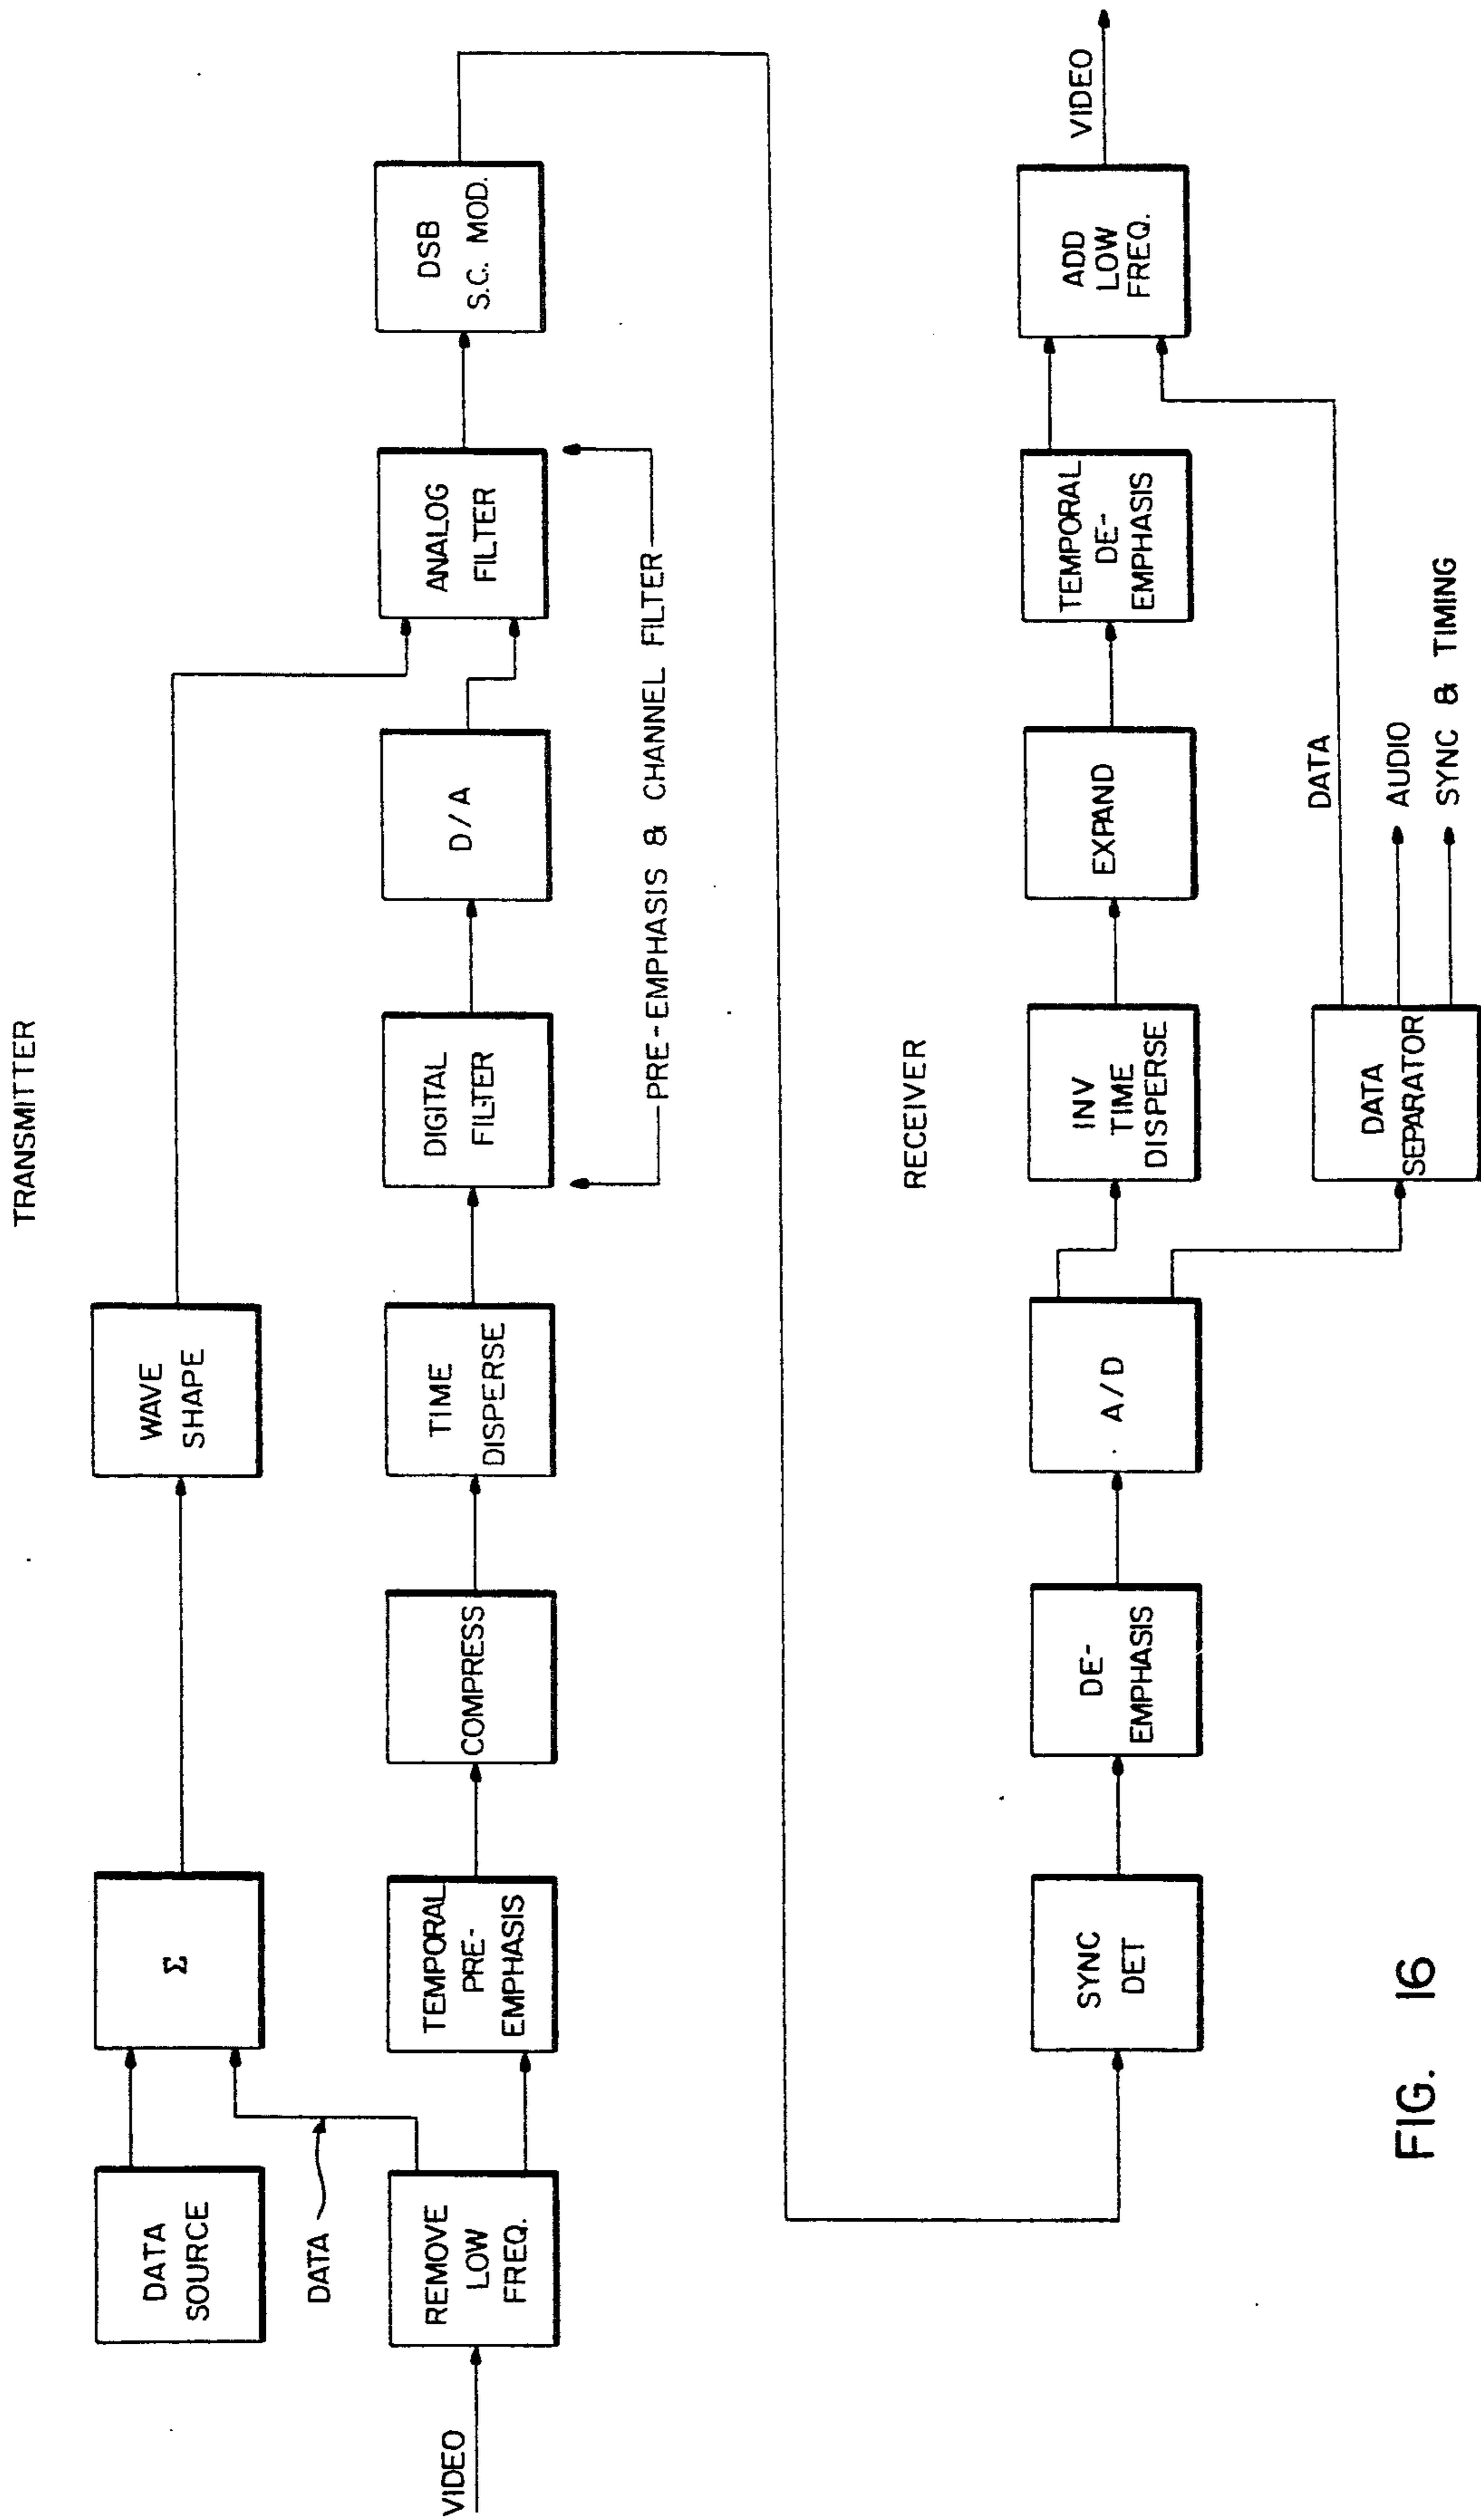 TRANSMITTER
DATA
SOURCE
Σ
WAVE
SHAPE
DATA
VIDEO
REMOVE
LOW
FREQ.
TEMPORAL
PRE-
EMPHASIS
COMPRESS
TIME
DISPERSE
DIGITAL
FILTER
D/A
ANALOG
FILTER
DSB
S.C. MOD.
PRE-EMPHASIS & CHANNEL FILTER
RECEIVER
SYNC
DET
DE-
EMPHASIS
A/D
INV
TIME
DISPERSE
EXPAND
TEMPORAL
DE-
EMPHASIS
ADD
LOW
FREQ.
VIDEO
DATA
SEPARATOR
DATA
AUDIO
SYNC & TIMING
FIG. 16